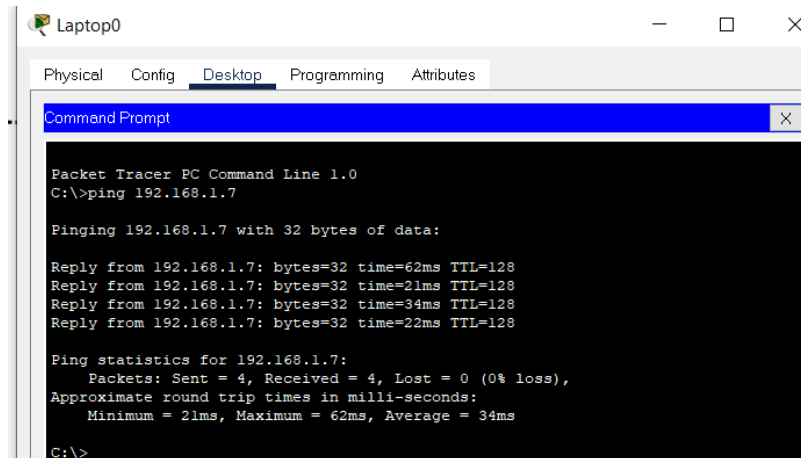 Laptop0
Physical Config Desktop Programming Attributes
Command Prompt
X
Packet Tracer PC Command Line 1.0
C:\>ping 192.168.1.7
Pinging 192.168.1.7 with 32 bytes of data:
Reply from 192.168.1.7: bytes=32 time=62ms TTL=128
Reply from 192.168.1.7: bytes=32 time=21ms TTL=128
Reply from 192.168.1.7: bytes=32 time=34ms TTL=128
Reply from 192.168.1.7: bytes=32 time=22ms TTL=128
Ping statistics for 192.168.1.7:
Packets: Sent = 4, Received = 4, Lost = 0 (0% loss),
Approximate round trip times in milli-seconds:
Minimum = 21ms, Maximum = 62ms, Average = 34ms
C:\>